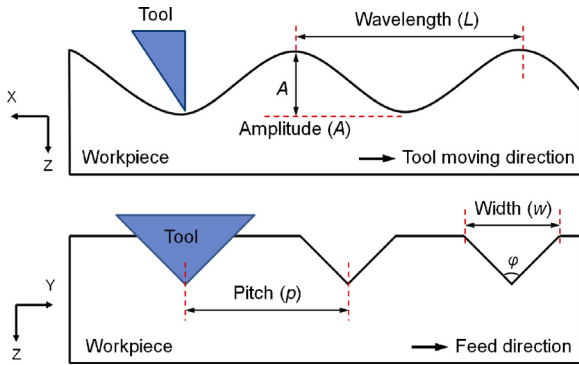 Tool
Wavelength (L)
A
X
Z
Amplitude (A)
Workpiece
Tool moving direction
Width (w)
Tool
φ
Y
Pitch (p)
Z
Workpiece
Feed direction